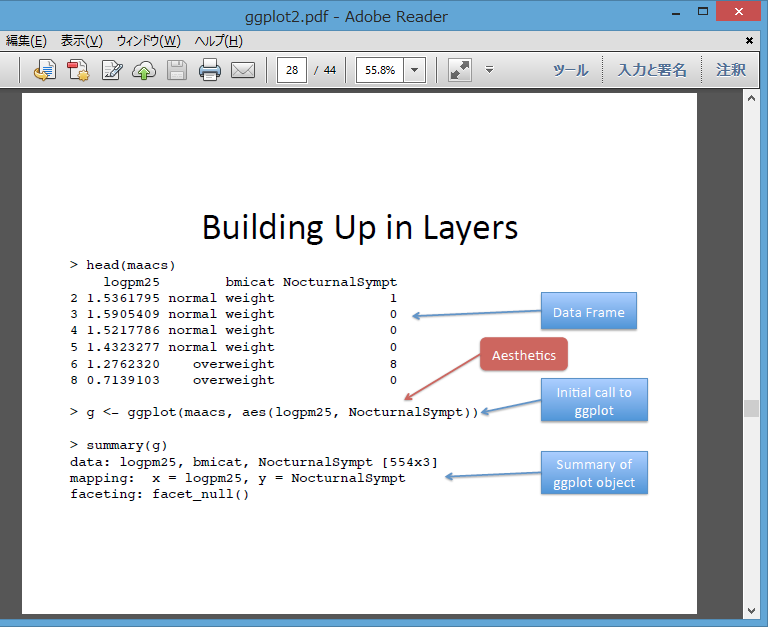 ggplot2.pdf - Adobe Reader
編集(E) 表示(V) ウィンドウ(W) ヘルプ(H)
28 / 44 55.8% ツール 入力と署名 注釈
Building Up in Layers
> head(maacs)
logpm25 bmicat NocturnalSympt
2 1.5361795 normal weight 1
3 1.5905409 normal weight 0
4 1.5217786 normal weight 0
5 1.4323277 normal weight 0
6 1.2762320 overweight 8
8 0.7139103 overweight 0
Data Frame
Aesthetics
> g <- ggplot(maacs, aes(logpm25, NocturnalSympt))
Initial call to
ggplot
> summary(g)
data: logpm25, bmicat, NocturnalSympt [554x3]
mapping:  x = logpm25, y = NocturnalSympt
faceting: facet_null()
Summary of
ggplot object